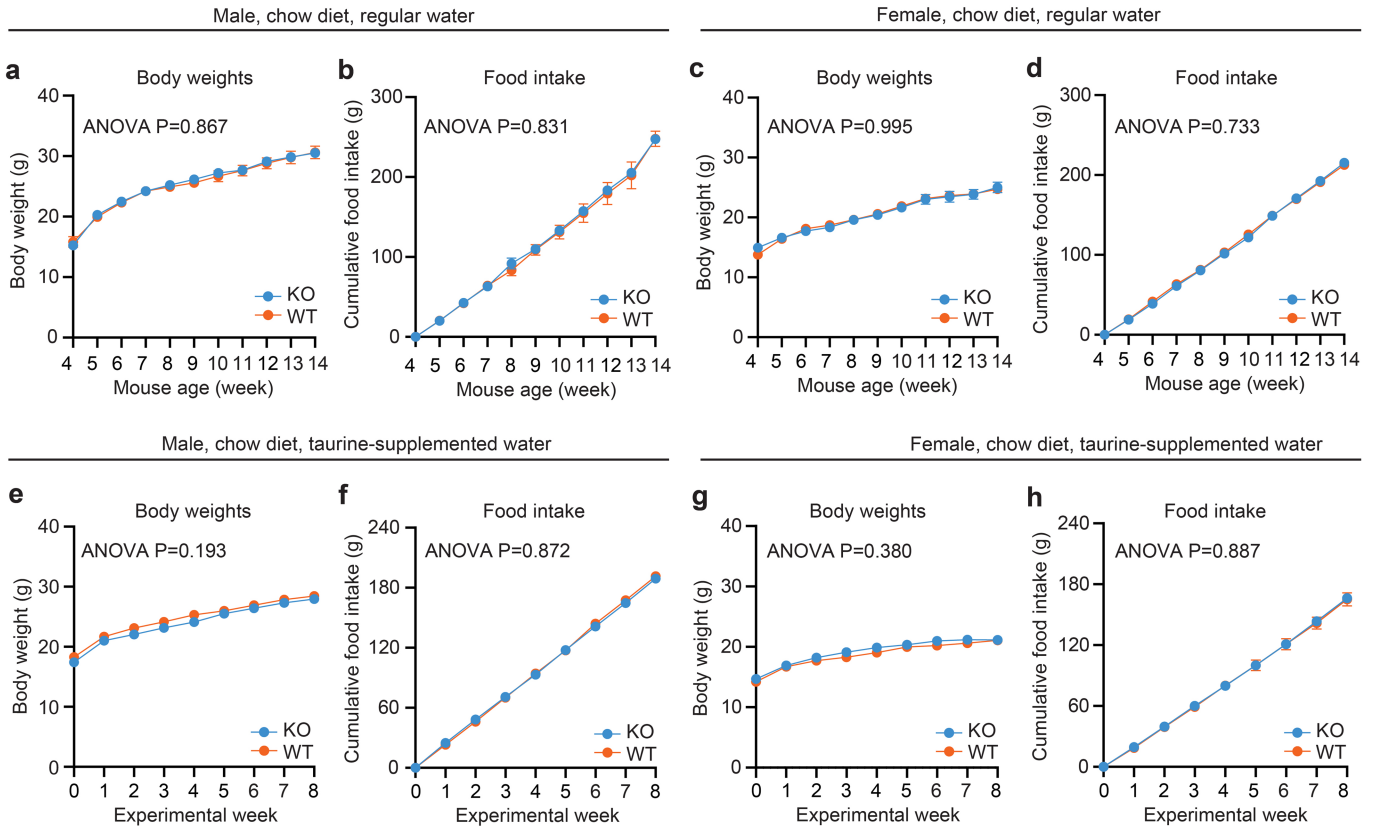 Male, chow diet, regular water
Female, chow diet, regular water
a
Body weights
ANOVA P=0.867
Body weight (g)
40
30
20
10
0
KO
WT
4 5 6 7 8 9 10 11 12 13 14
Mouse age (week)
b
Food intake
ANOVA P=0.831
Cumulative food intake (g)
300
200
100
0
KO
WT
4 5 6 7 8 9 10 11 12 13 14
Mouse age (week)
c
Body weights
ANOVA P=0.995
Body weight (g)
40
30
20
10
0
KO
WT
4 5 6 7 8 9 10 11 12 13 14
Mouse age (week)
d
Food intake
ANOVA P=0.733
Cumulative food intake (g)
300
200
100
0
KO
WT
4 5 6 7 8 9 10 11 12 13 14
Mouse age (week)
Male, chow diet, taurine-supplemented water
Female, chow diet, taurine-supplemented water
e
Body weights
ANOVA P=0.193
Body weight (g)
40
30
20
10
0
KO
WT
0 1 2 3 4 5 6 7 8
Experimental week
f
Food intake
ANOVA P=0.872
Cumulative food intake (g)
240
180
120
60
0
KO
WT
0 1 2 3 4 5 6 7 8
Experimental week
g
Body weights
ANOVA P=0.380
Body weight (g)
40
30
20
10
0
KO
WT
0 1 2 3 4 5 6 7 8
Experimental week
h
Food intake
ANOVA P=0.887
Cumulative food intake (g)
240
180
120
60
0
KO
WT
0 1 2 3 4 5 6 7 8
Experimental week